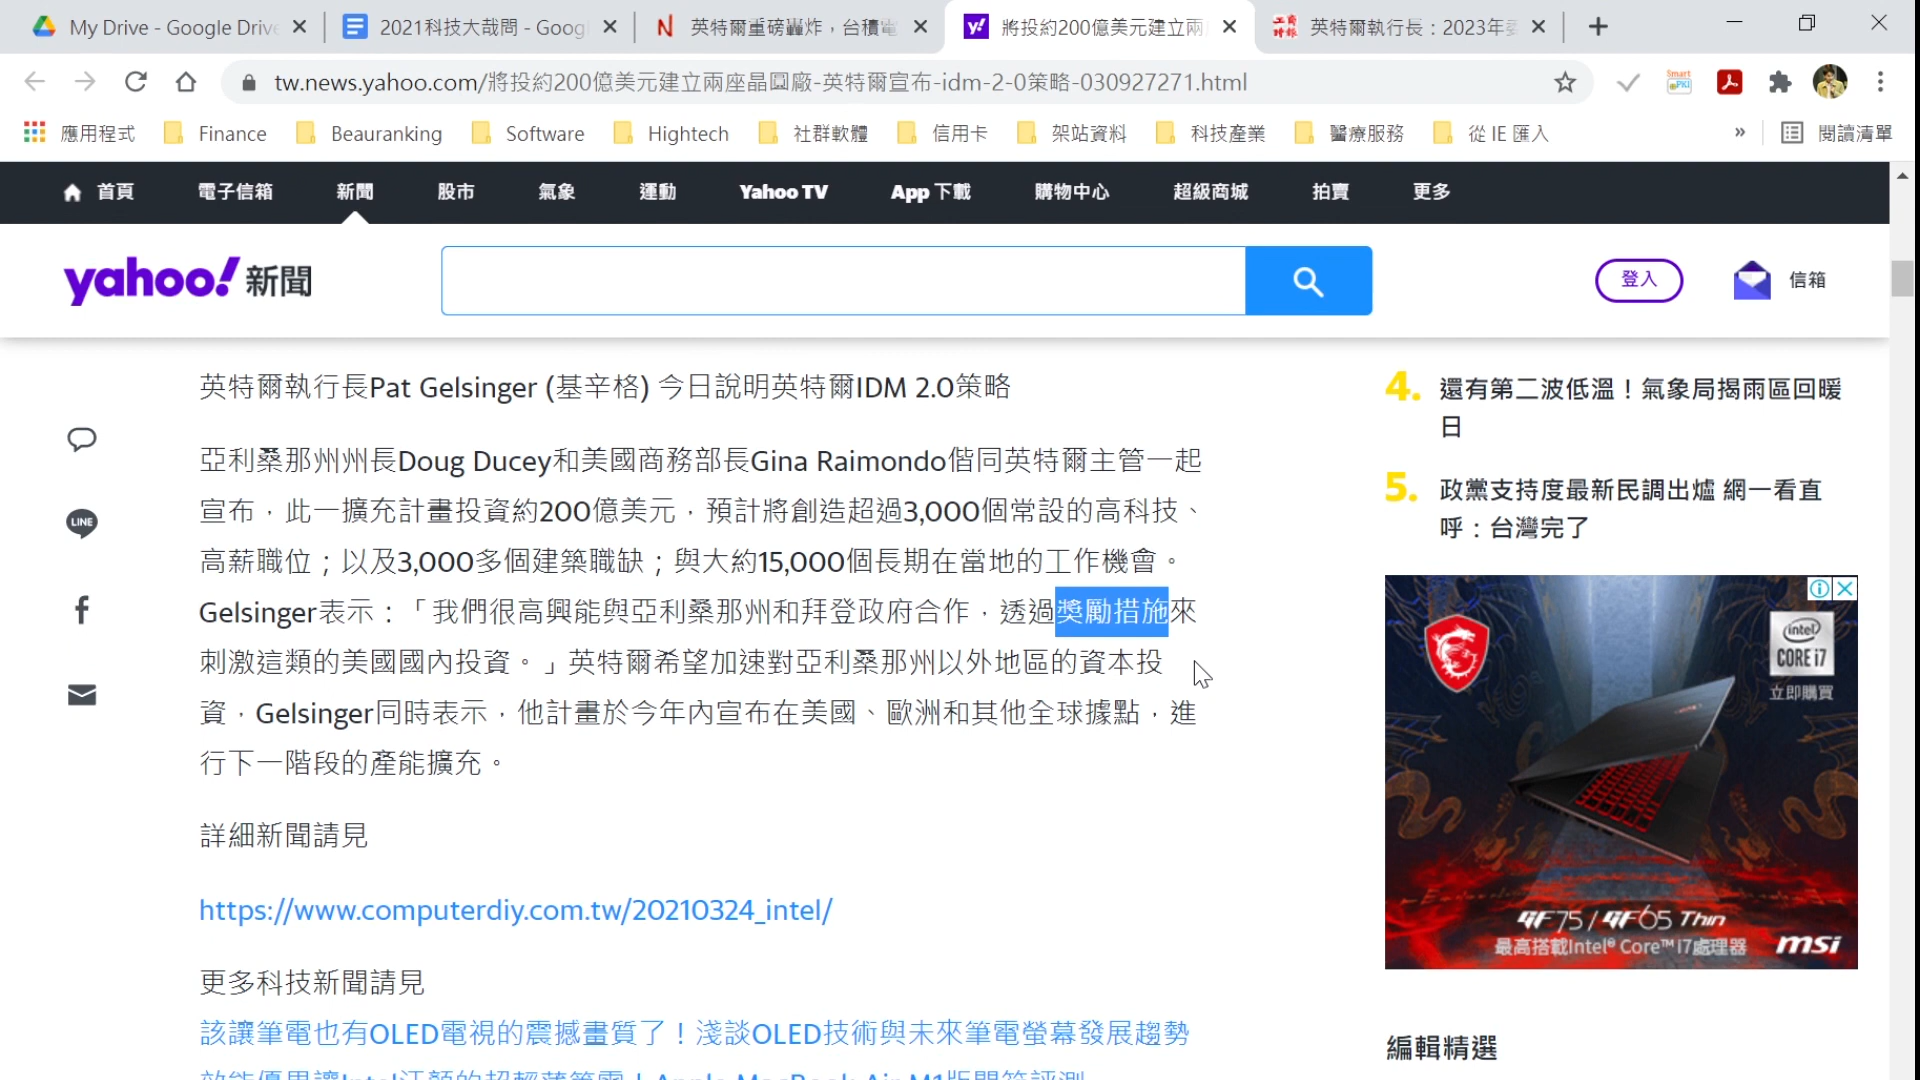 My Drive - Google Drive
2021科技大哉問 - Goog
英特爾重磅轟炸，台積電
將投約200億美元建立兩
英特爾執行長：2023年委
tw.news.yahoo.com/將投約200億美元建立兩座晶圓廠-英特爾宣布-idm-2-0策略-030927271.html
應用程式 Finance Beauranking Software Hightech 社群軟體 信用卡 架站資料 科技產業 醫療服務 從 IE 匯入 » 閱讀清單
首頁 電子信箱 新聞 股市 氣象 運動 Yahoo TV App 下載 購物中心 超級商城 拍賣 更多
yahoo! 新聞
登入
信箱
英特爾執行長Pat Gelsinger (基辛格) 今日說明英特爾IDM 2.0策略
亞利桑那州州長Doug Ducey和美國商務部長Gina Raimondo偕同英特爾主管一起
宣布，此一擴充計畫投資約200億美元，預計將創造超過3,000個常設的高科技、
高薪職位；以及3,000多個建築職缺；與大約15,000個長期在當地的工作機會。
Gelsinger表示：「我們很高興能與亞利桑那州和拜登政府合作，透過獎勵措施來
刺激這類的美國國內投資。」英特爾希望加速對亞利桑那州以外地區的資本投
資，Gelsinger同時表示，他計畫於今年內宣布在美國、歐洲和其他全球據點，進
行下一階段的產能擴充。
詳細新聞請見
https://www.computerdiy.com.tw/20210324_intel/
更多科技新聞請見
該讓筆電也有OLED電視的震撼畫質了！淺談OLED技術與未來筆電螢幕發展趨勢
LINE
4. 還有第二波低溫！氣象局揭雨區回暖
日
5. 政黨支持度最新民調出爐 網一看直
呼：台灣完了
intel
CORE i7
立即購買
GF75 / GF65 Thin
最高搭載Intel® Core™ i7處理器
msi
編輯精選